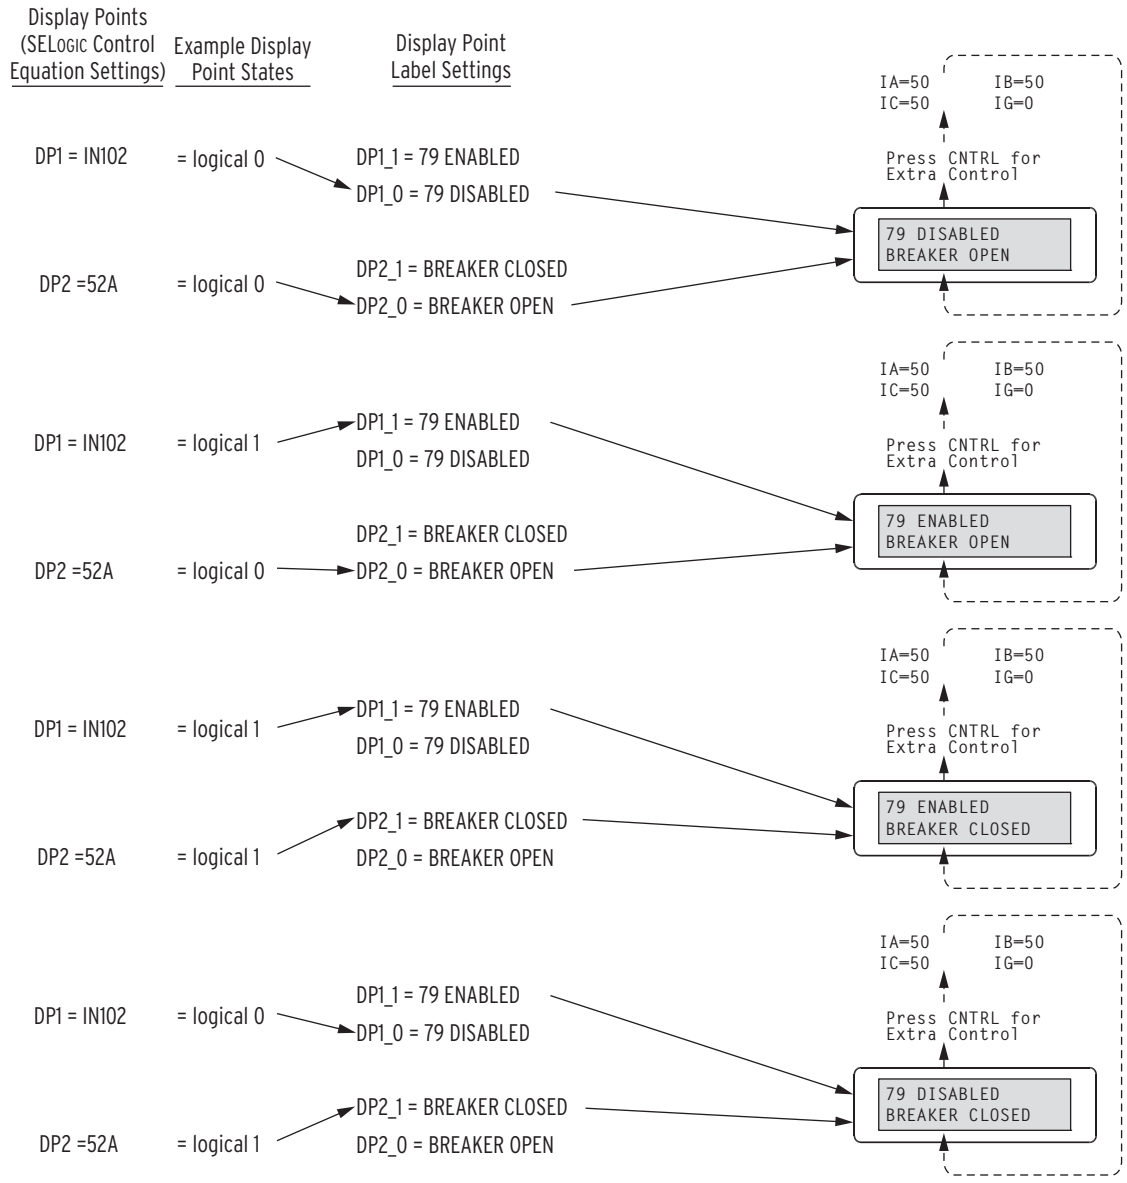 Display Points
(SELOGIC Control
Equation Settings)
Example Display
Point States
Display Point
Label Settings
IA=50 IB=50
IC=50 IG=0
Press CNTRL for
Extra Control
DP1 = IN102 = logical 0
DP1_1 = 79 ENABLED
DP1_0 = 79 DISABLED
79 DISABLED
BREAKER OPEN
DP2 =52A = logical 0
DP2_1 = BREAKER CLOSED
DP2_0 = BREAKER OPEN
IA=50 IB=50
IC=50 IG=0
Press CNTRL for
Extra Control
DP1 = IN102 = logical 1
DP1_1 = 79 ENABLED
DP1_0 = 79 DISABLED
79 ENABLED
BREAKER OPEN
DP2 =52A = logical 0
DP2_1 = BREAKER CLOSED
DP2_0 = BREAKER OPEN
IA=50 IB=50
IC=50 IG=0
Press CNTRL for
Extra Control
DP1 = IN102 = logical 1
DP1_1 = 79 ENABLED
DP1_0 = 79 DISABLED
79 ENABLED
BREAKER CLOSED
DP2 =52A = logical 1
DP2_1 = BREAKER CLOSED
DP2_0 = BREAKER OPEN
IA=50 IB=50
IC=50 IG=0
Press CNTRL for
Extra Control
DP1 = IN102 = logical 0
DP1_1 = 79 ENABLED
DP1_0 = 79 DISABLED
79 DISABLED
BREAKER CLOSED
DP2 =52A = logical 1
DP2_1 = BREAKER CLOSED
DP2_0 = BREAKER OPEN